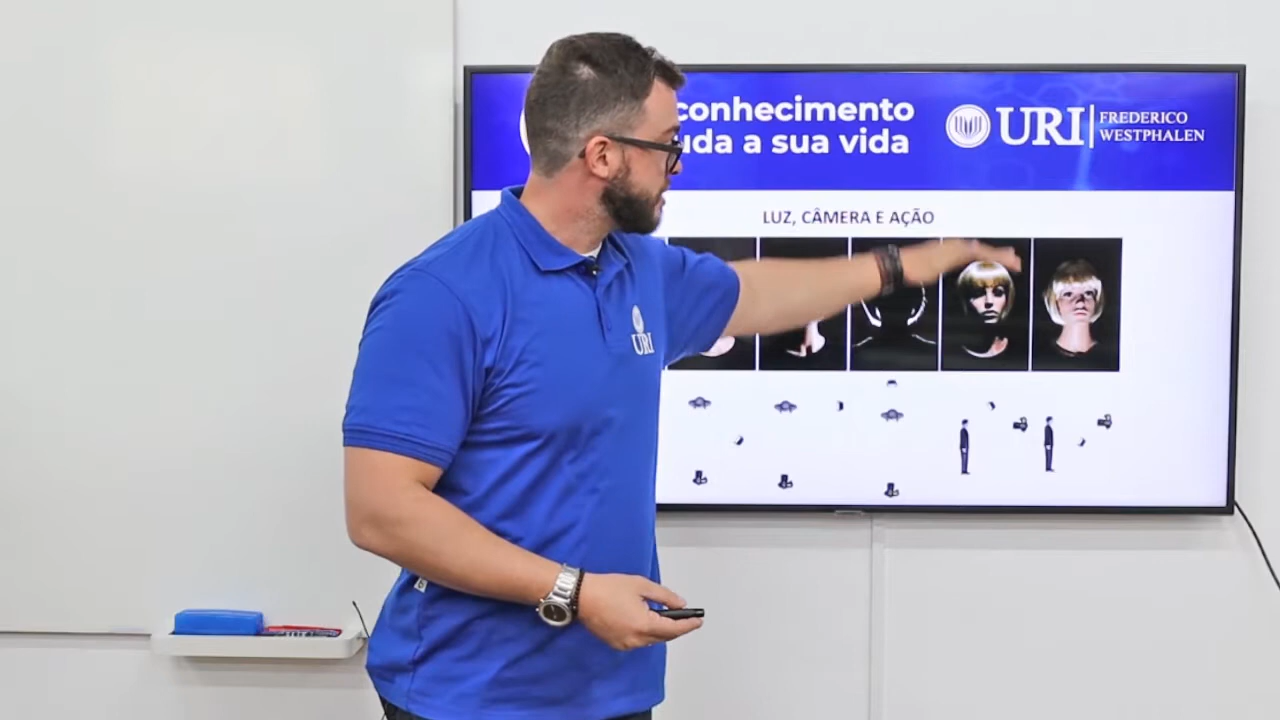 conhecimento
uda a sua vida
URI
FREDERICO
WESTPHALEN
LUZ, CÂMERA E AÇÃO
URI